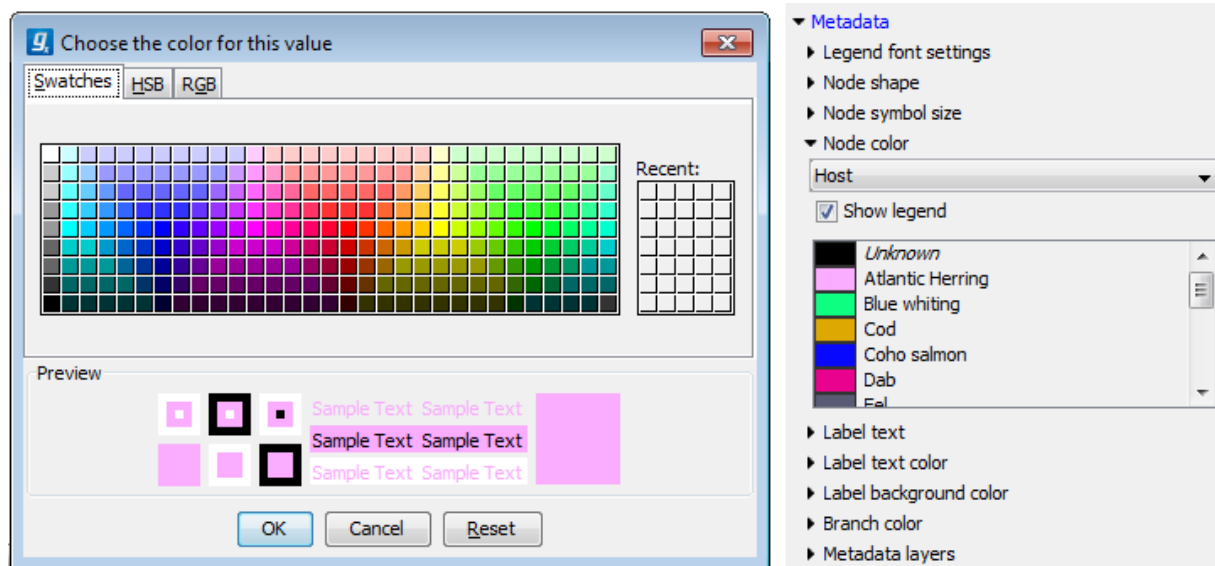 Choose the color for this value
Swatches HSB RGB
Recent:
Preview
Sample Text Sample Text
Sample Text Sample Text
Sample Text Sample Text
OK Cancel Reset
Metadata
Legend font settings
Node shape
Node symbol size
Node color
Host
Show legend
Unknown
Atlantic Herring
Blue whiting
Cod
Coho salmon
Dab
Eel
Label text
Label text color
Label background color
Branch color
Metadata layers